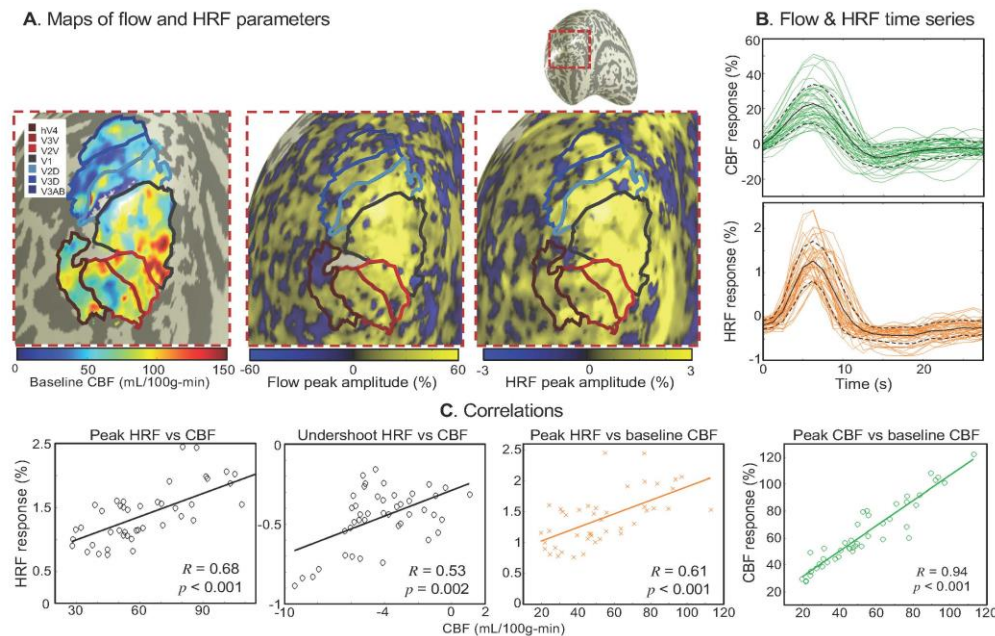 A. Maps of flow and HRF parameters
B. Flow & HRF time series
hV4
V3V
V2V
V1
V2D
V3D
V3AB
0 50 100 150
Baseline CBF (mL/100g-min)
-60 0 60
Flow peak amplitude (%)
-3 0 3
HRF peak amplitude (%)
CBF response (%)
60
40
20
0
-20
HRF response (%)
2
1
0
-1
0 10 20
Time (s)
C. Correlations
Peak HRF vs CBF
HRF response (%)
2.5
1.5
0.5
0
30 60 90
R = 0.68
p < 0.001
Undershoot HRF vs CBF
0
-0.5
-1
-10 -4 2
R = 0.53
p = 0.002
Peak HRF vs baseline CBF
2.5
1.5
0.5
0
20 40 60 80 100 120
R = 0.61
p < 0.001
CBF (mL/100g-min)
Peak CBF vs baseline CBF
CBF response (%)
120
100
80
60
40
20
20 40 60 80 100 120
R = 0.94
p < 0.001